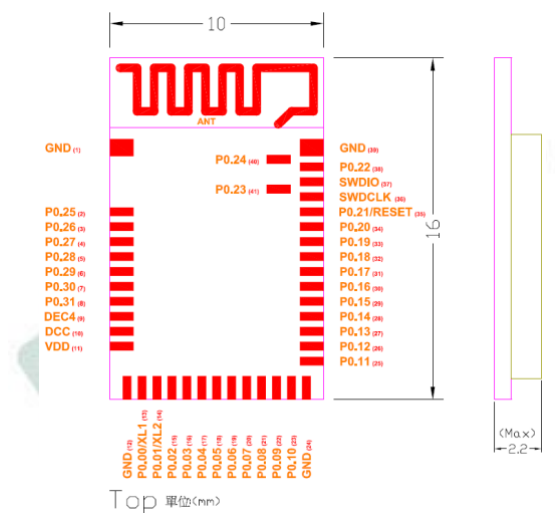 10
ANT
GND (1)
P0.24 (40)
GND (39)
P0.22 (38)
P0.23 (41)
SWDIO (37)
SWDCLK (36)
P0.25 (2)
P0.21/RESET (35)
P0.26 (3)
P0.20 (34)
P0.27 (4)
P0.19 (33)
P0.28 (5)
P0.18 (32)
P0.29 (6)
P0.17 (31)
P0.30 (7)
P0.16 (30)
P0.31 (8)
P0.15 (29)
DEC4 (9)
P0.14 (28)
DCC (10)
P0.13 (27)
VDD (11)
P0.12 (26)
P0.11 (25)
16
GND (12)
P0.00/XL1 (13)
P0.01/XL2 (14)
P0.02 (15)
P0.03 (16)
P0.04 (17)
P0.05 (18)
P0.06 (19)
P0.07 (20)
P0.08 (21)
P0.09 (22)
P0.10 (23)
GND (24)
(Max)
2.2
Top 單位(mm)